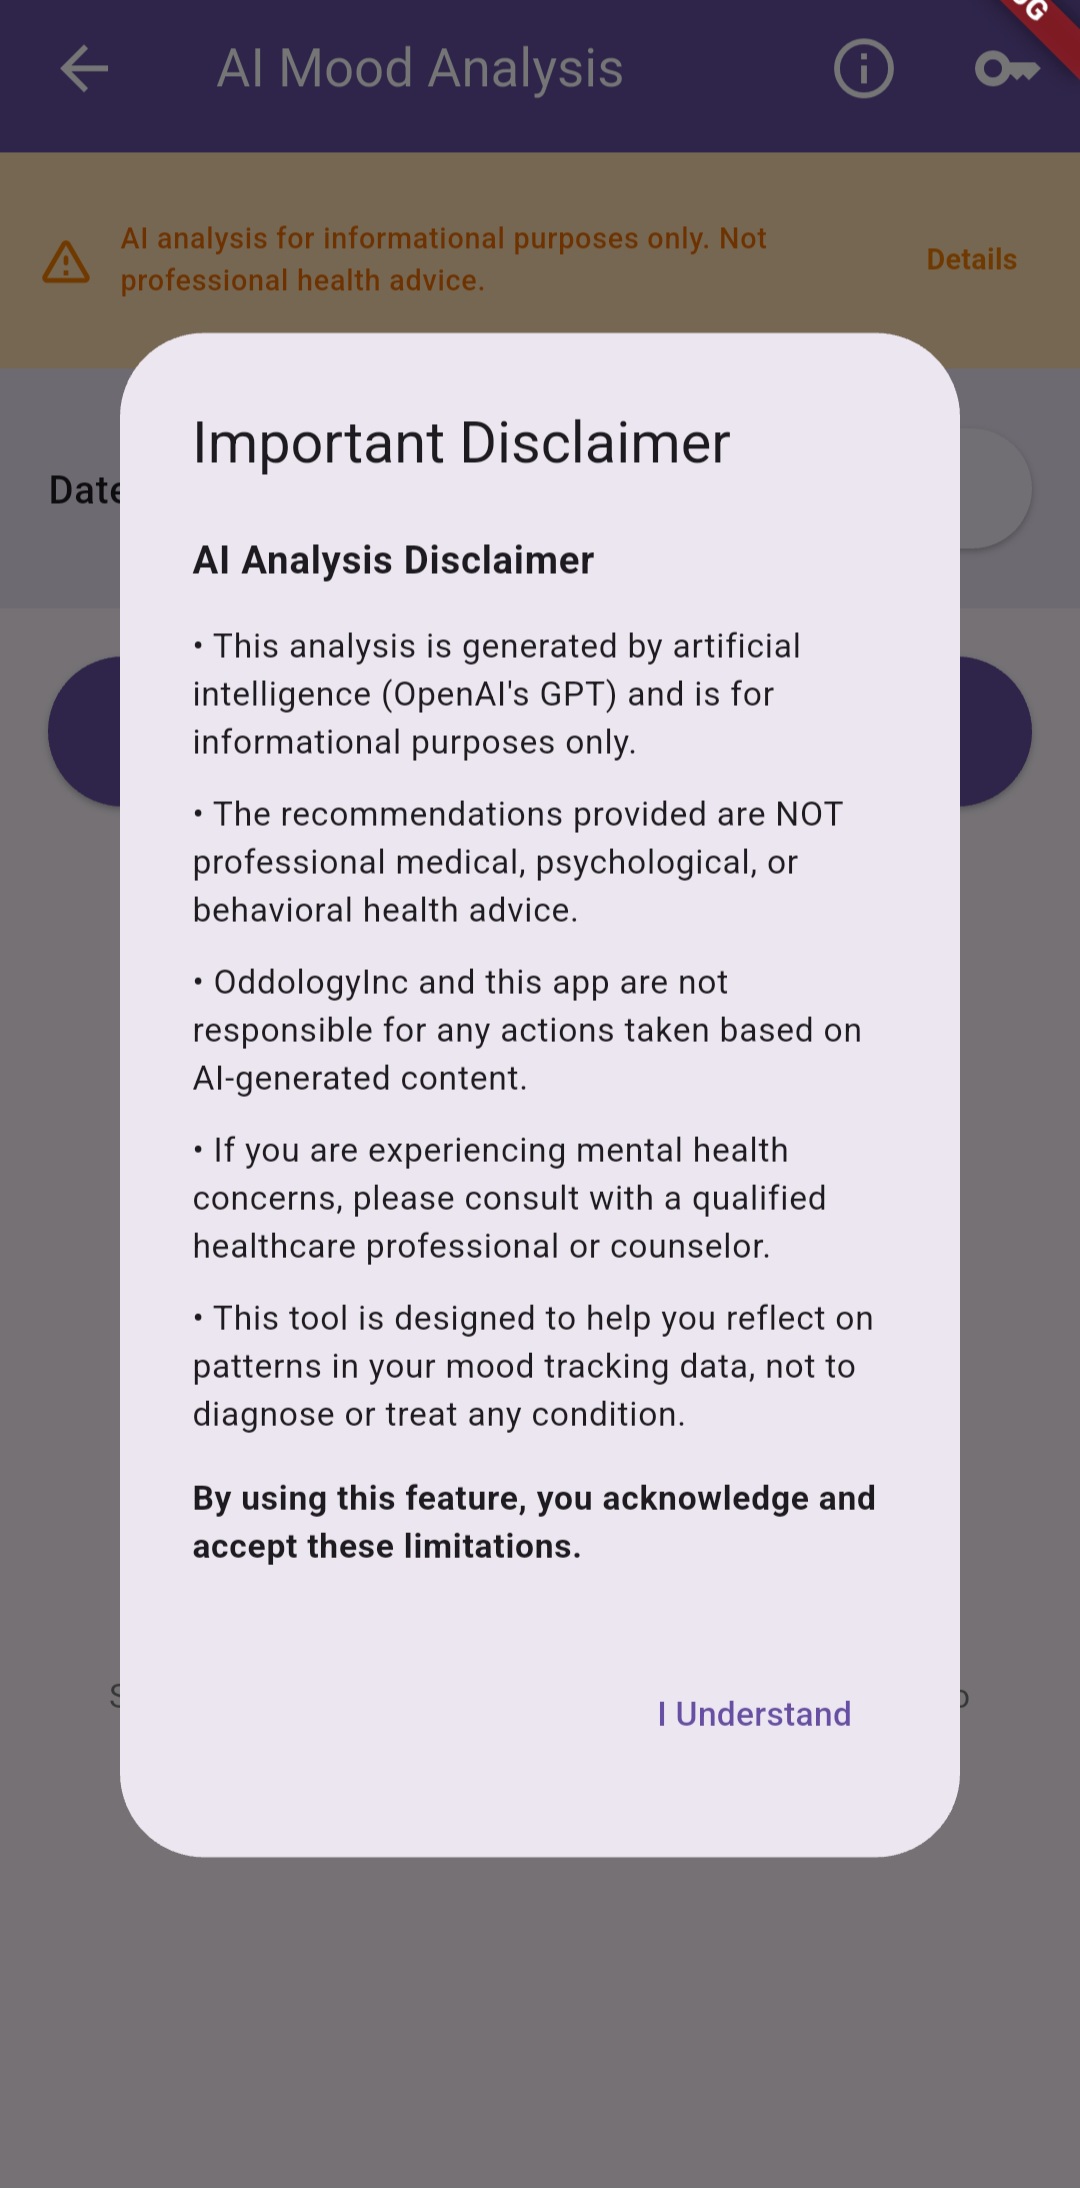 AI Mood Analysis
AI analysis for informational purposes only. Not
professional health advice.
Details
Important Disclaimer
AI Analysis Disclaimer
• This analysis is generated by artificial
intelligence (OpenAI's GPT) and is for
informational purposes only.
• The recommendations provided are NOT
professional medical, psychological, or
behavioral health advice.
• OddologyInc and this app are not
responsible for any actions taken based on
AI-generated content.
• If you are experiencing mental health
concerns, please consult with a qualified
healthcare professional or counselor.
• This tool is designed to help you reflect on
patterns in your mood tracking data, not to
diagnose or treat any condition.
By using this feature, you acknowledge and
accept these limitations.
I Understand